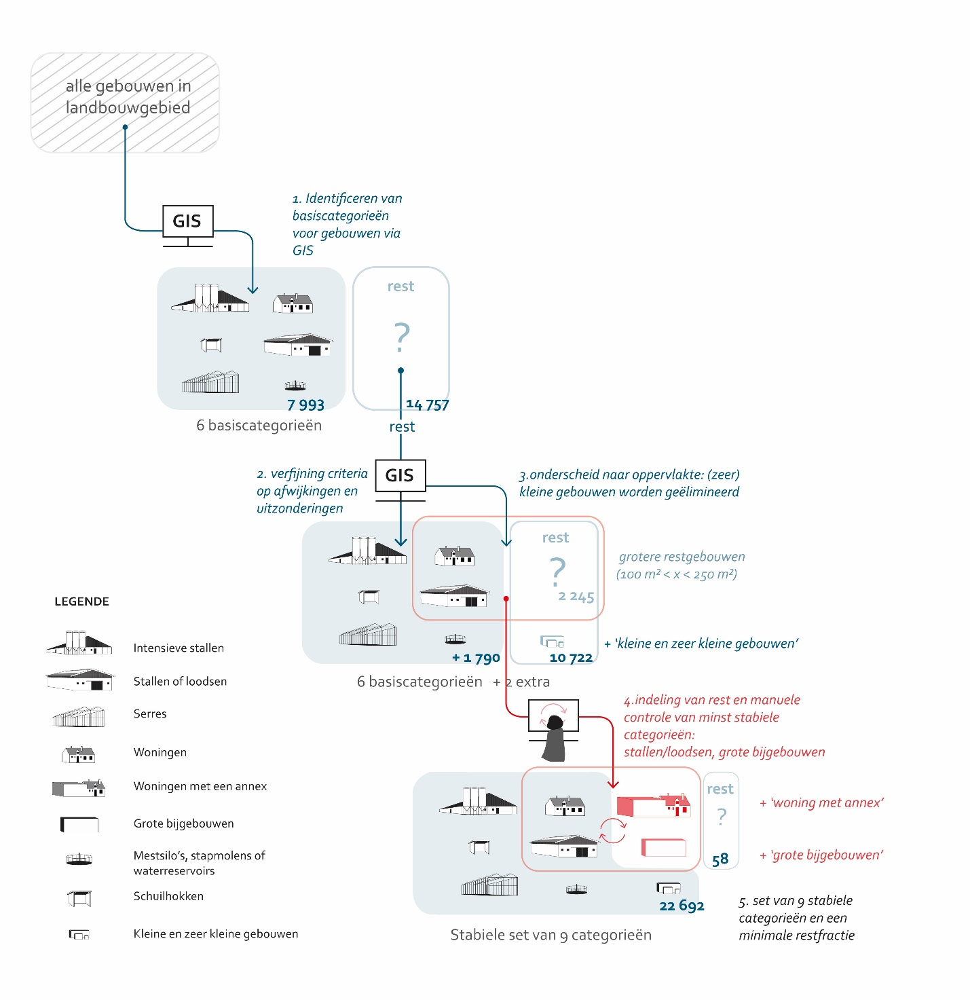 alle gebouwen in
landbouwgebied
GIS
1. Identificeren van
basiscategorieën
voor gebouwen via
GIS
rest
?
7 993
14 757
6 basiscategorieën
rest
2. verfijning criteria
op afwijkingen en
uitzonderingen
GIS
3.onderscheid naar oppervlakte: (zeer)
kleine gebouwen worden geëlimineerd
rest
?
2 245
grotere restgebouwen
(100 m² < x < 250 m²)
+ 1 790
10 722
+ ‘kleine en zeer kleine gebouwen’
6 basiscategorieën + 2 extra
4.indeling van rest en manuele
controle van minst stabiele
categorieën:
stallen/loodsen, grote bijgebouwen
rest
?
58
+ ‘woning met annex’
+ ‘grote bijgebouwen’
22 692
Stabiele set van 9 categorieën
5. set van 9 stabiele
categorieën en een
minimale restfractie
LEGENDE
Intensieve stallen
Stallen of loodsen
Serres
Woningen
Woningen met een annex
Grote bijgebouwen
Mestsilo’s, stapmolens of
waterreservoirs
Schuilhokken
Kleine en zeer kleine gebouwen